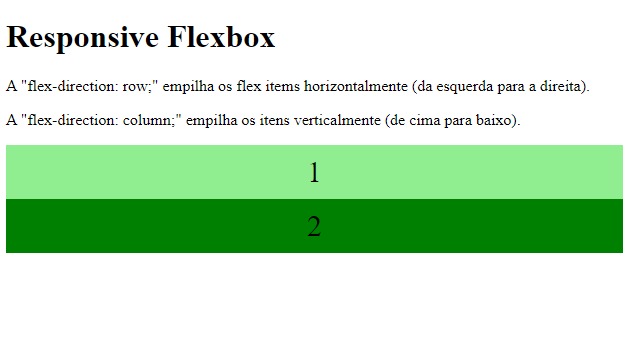 Responsive Flexbox
A "flex-direction: row;" empilha os flex items horizontalmente (da esquerda para a direita).
A "flex-direction: column;" empilha os itens verticalmente (de cima para baixo).
1
2